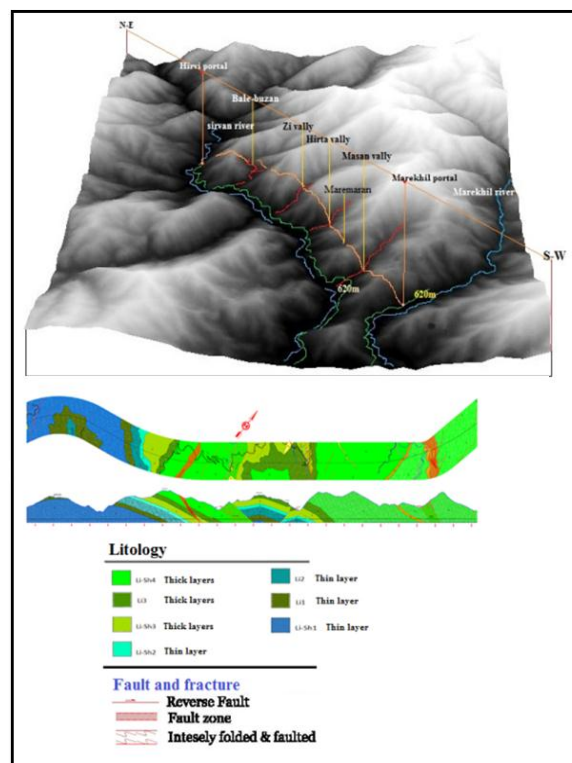 N-E
Hirvi portal
Bale-buzan
sirvan river
Zi vally
Hirta vally
Masan vally
Maremaran
Marekhil portal
Marekhil river
S-W
620m
620m
Litology
Li-Sh4 Thick layers
Li2 Thin layer
Li3 Thick layers
Li1 Thin layer
Li-Sh3 Thick layers
Li-Sh1 Thin layer
Li-Sh2 Thin layer
Fault and fracture
Reverse Fault
Fault zone
Intesely folded & faulted